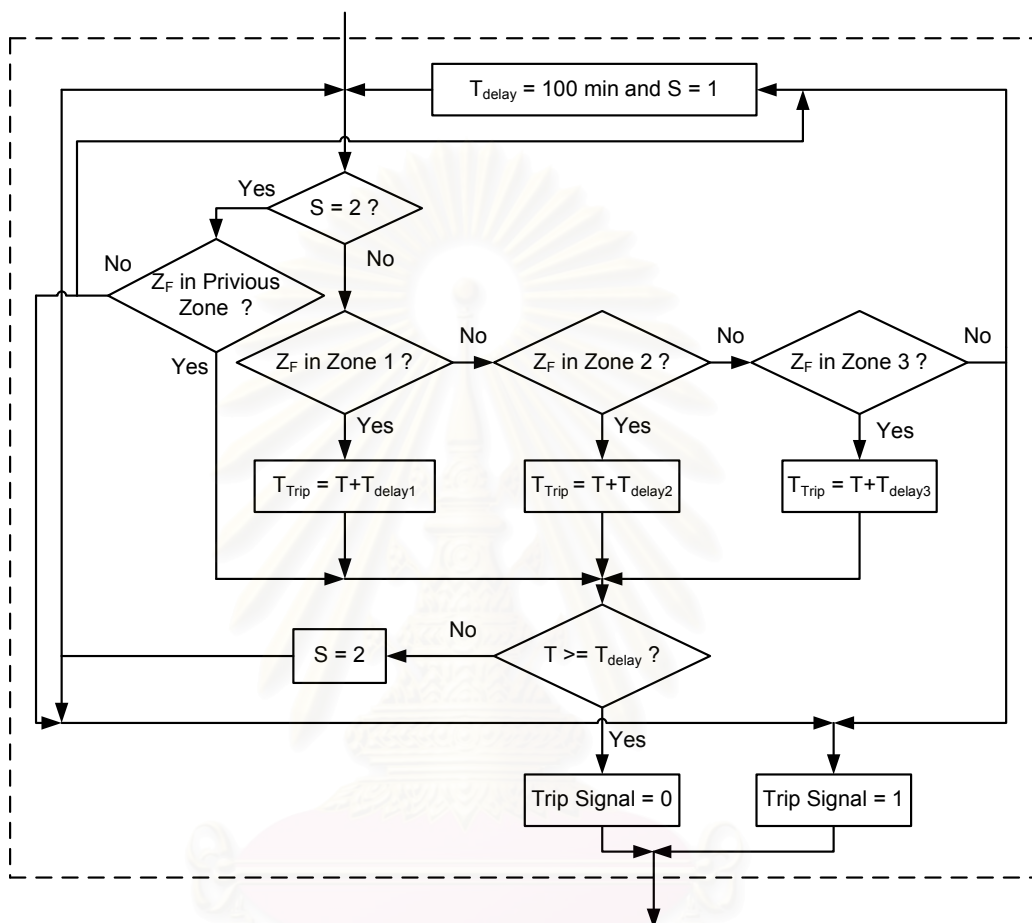 T_delay = 100 min and S = 1
Yes
S = 2 ?
No
No
Z_F in Privious
Zone ?
Yes
Z_F in Zone 1 ?
No
Z_F in Zone 2 ?
No
Z_F in Zone 3 ?
No
Yes
Yes
Yes
T_Trip = T+T_delay1
T_Trip = T+T_delay2
T_Trip = T+T_delay3
No
S = 2
T >= T_delay ?
Yes
Trip Signal = 0
Trip Signal = 1